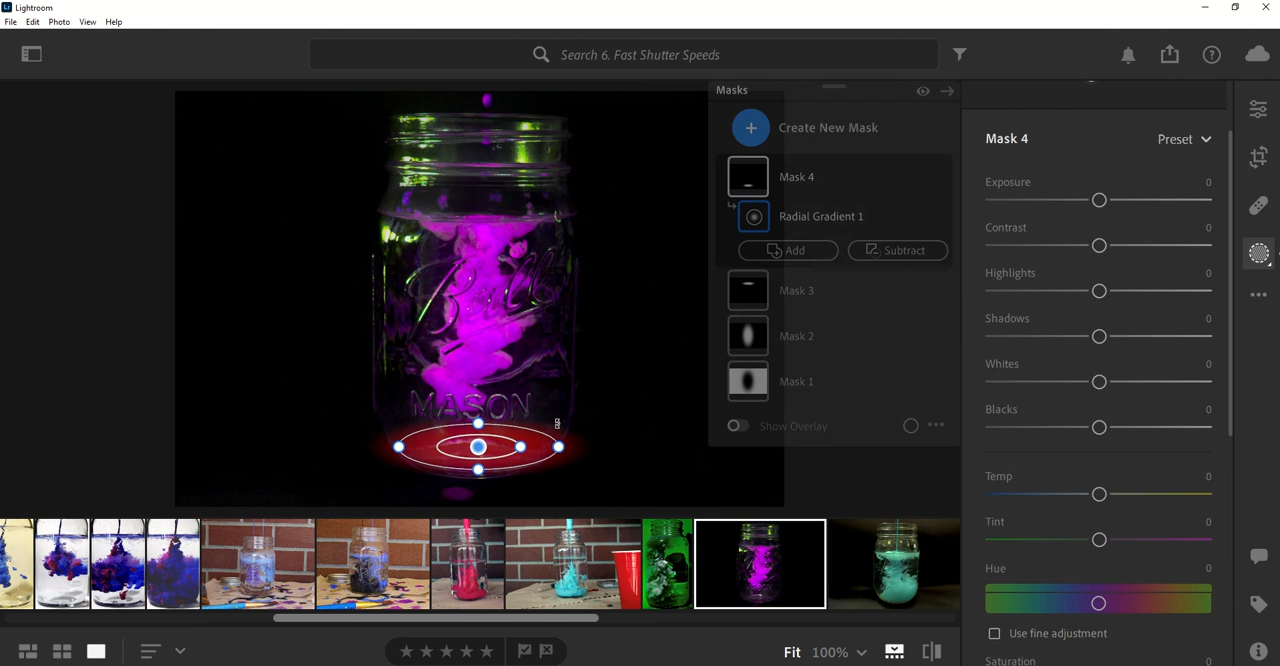 Lr Lightroom
File Edit Photo View Help
Search 6. Fast Shutter Speeds
Masks
Create New Mask
Mask 4
Radial Gradient 1
Add Subtract
Mask 3
Mask 2
Mask 1
Show Overlay
Mask 4 Preset
Exposure 0
Contrast 0
Highlights 0
Shadows 0
Whites 0
Blacks 0
Temp 0
Tint 0
Hue 0
Use fine adjustment
Saturation 0
Ball
MASON
Fit 100%